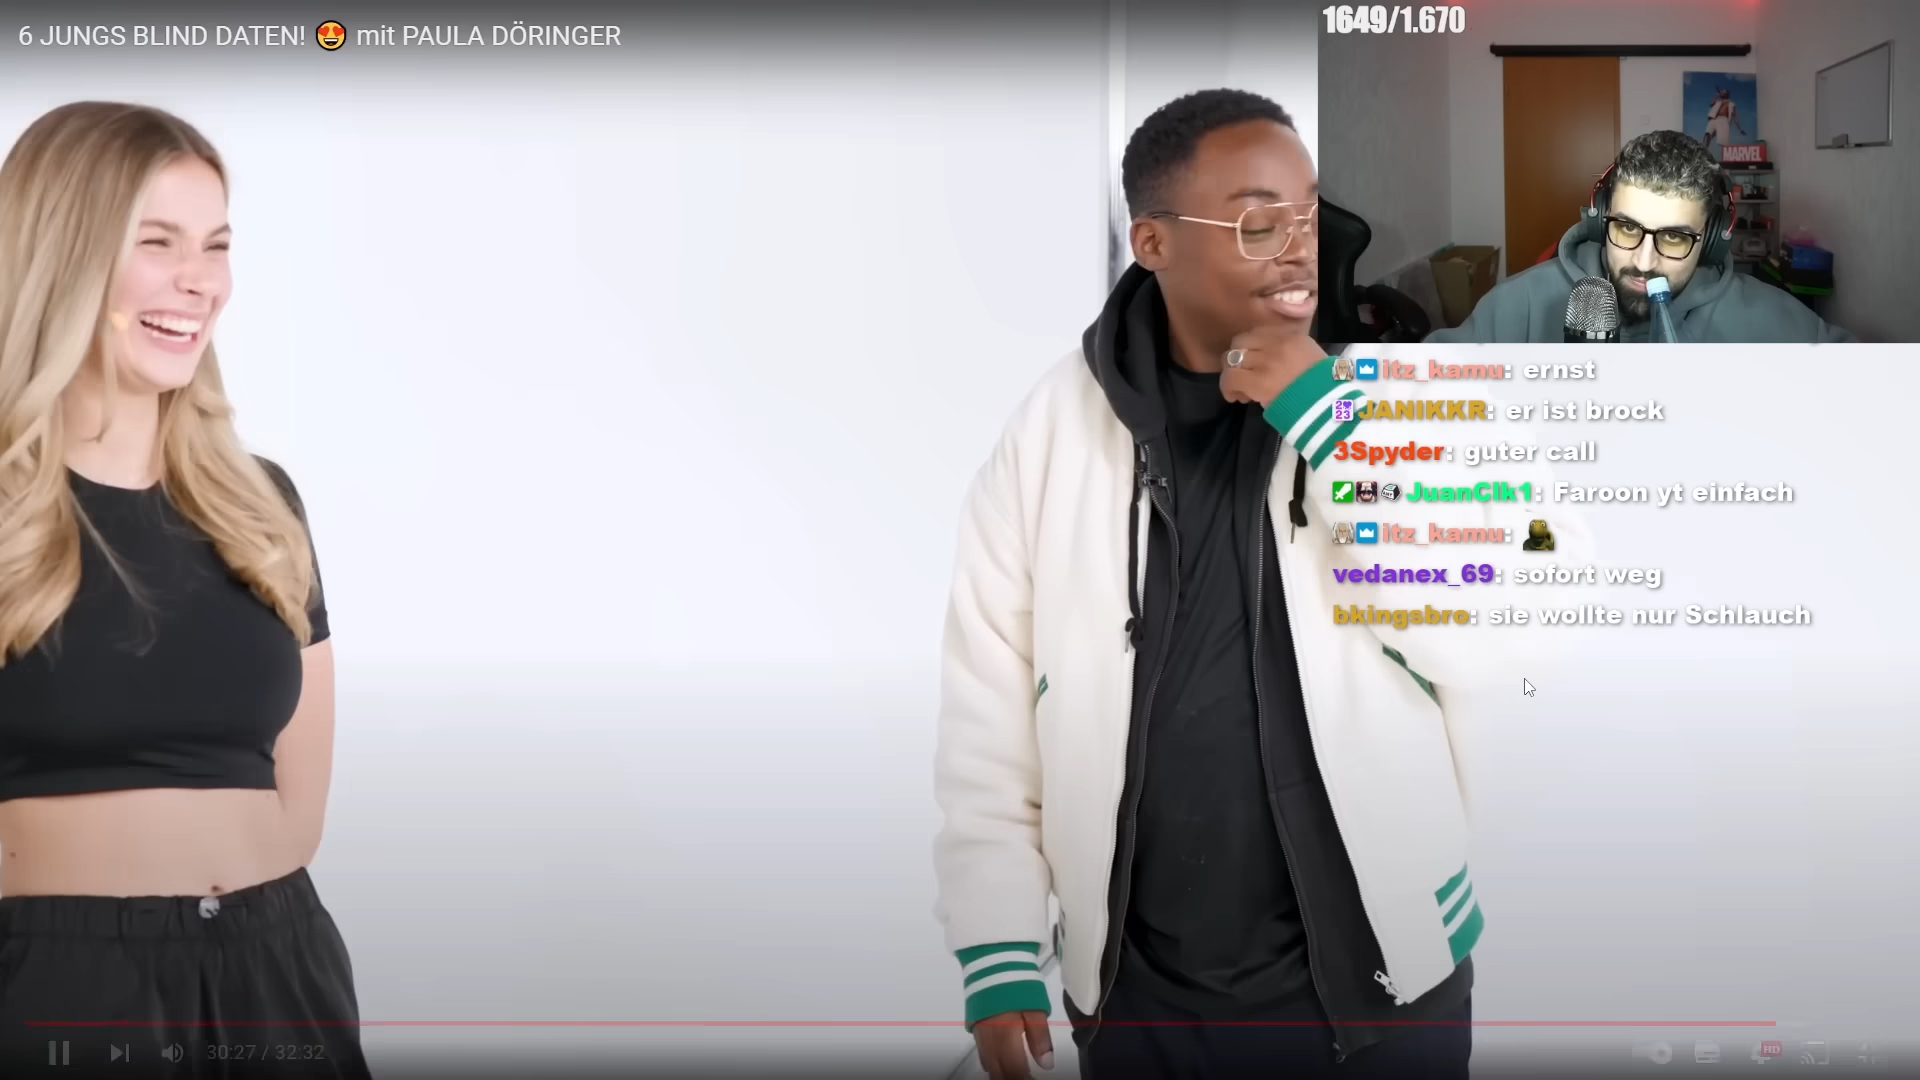 6 JUNGS BLIND DATEN! 😍 mit PAULA DÖRINGER
1649/1.670
MARVEL
itz_kamu: ernst
JANIKKR: er ist brock
3Spyder: guter call
JuanClk1: Faroon yt einfach
itz_kamu:
vedanex_69: sofort weg
bkingsbro: sie wollte nur Schlauch
30:27 / 32:32
HD